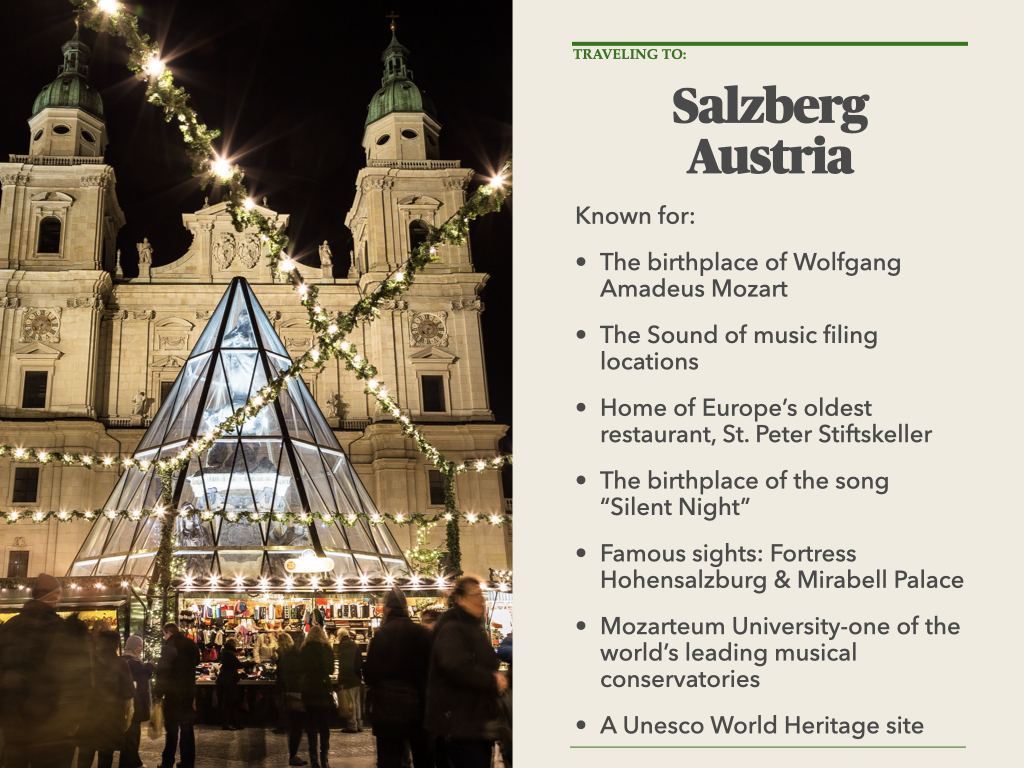 TRAVELING TO:
Salzberg
Austria
Known for:
• The birthplace of Wolfgang
Amadeus Mozart
• The Sound of music filing
locations
• Home of Europe’s oldest
restaurant, St. Peter Stiftskeller
• The birthplace of the song
“Silent Night”
• Famous sights: Fortress
Hohensalzburg & Mirabell Palace
• Mozarteum University-one of the
world’s leading musical
conservatories
• A Unesco World Heritage site